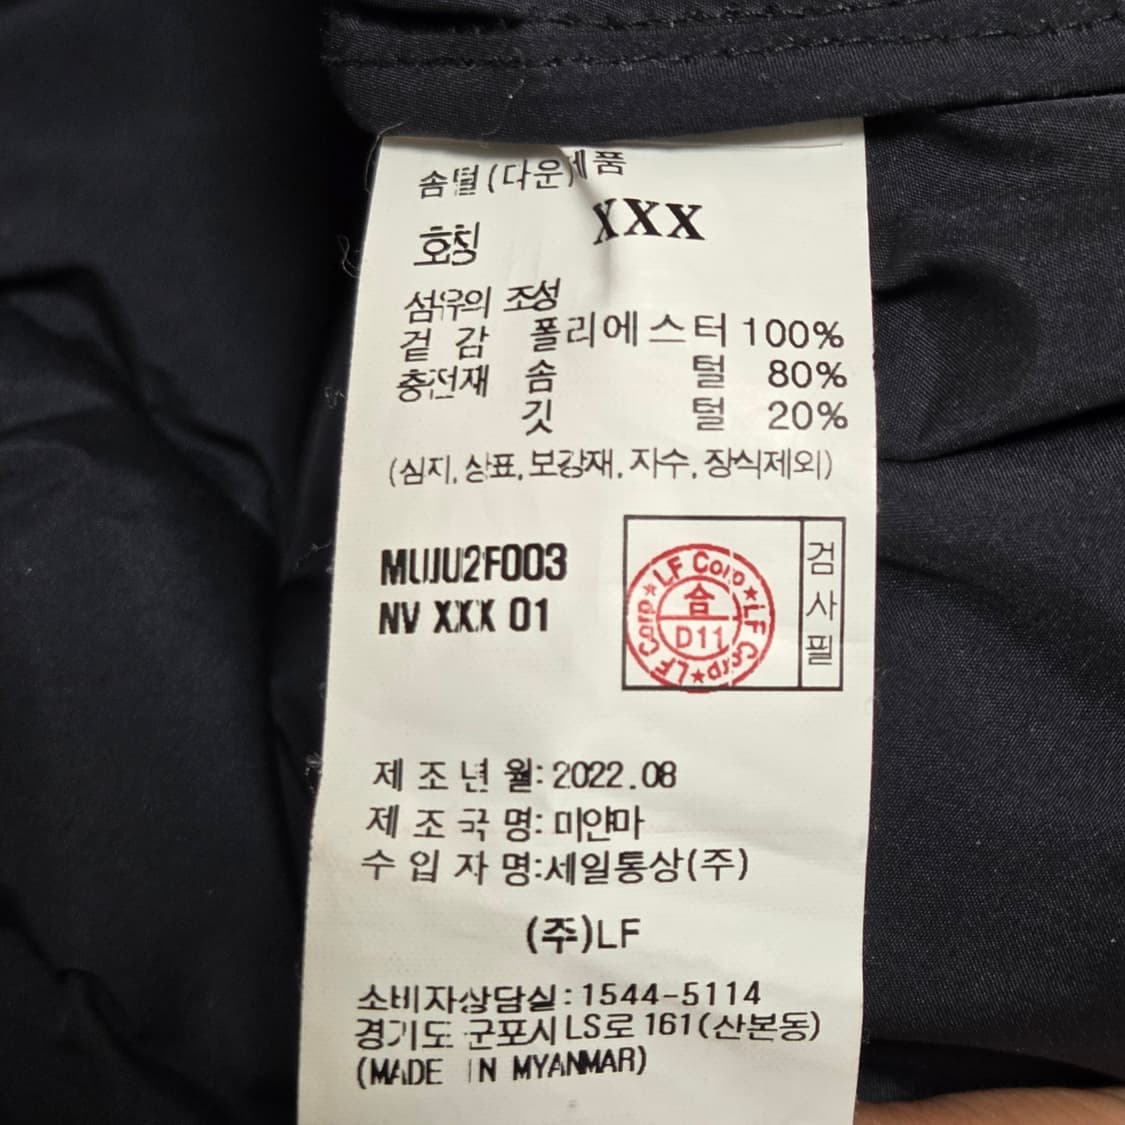 솜털(다운)제품
호칭 XXX
섬유의 조성
겉 감 폴리에스터 100%
충전재 솜 털 80%
깃 털 20%
(심지, 상표, 보강재, 자수, 장식제외)
MUJU2F003
NV XXX 01
LF Corp★LF Corp★LF Corp★
合
D11
검사필
제 조 년 월: 2022.08
제 조 국 명: 미얀마
수 입 자 명:세일통상(주)
(주)LF
소비자상담실:1544-5114
경기도 군포시 LS로 161(산본동)
(MADE IN MYANMAR)